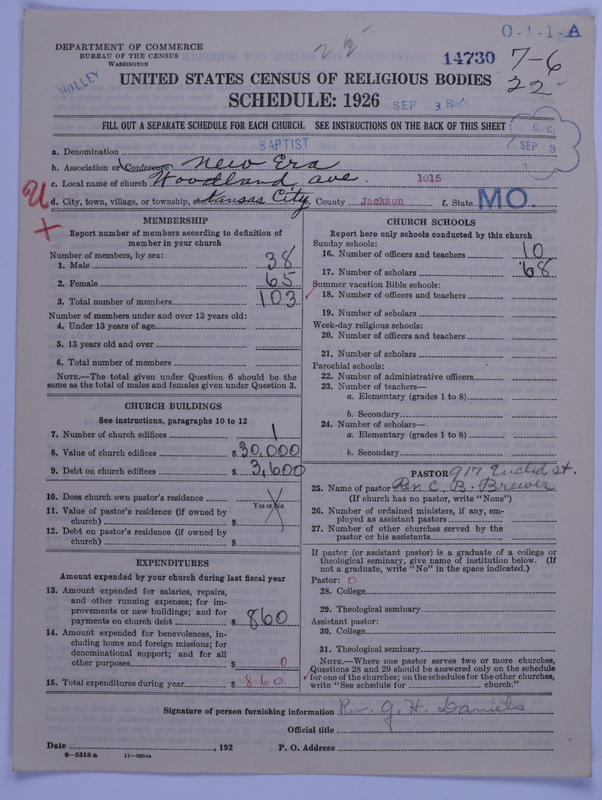 O-1-1-A
DEPARTMENT OF COMMERCE
BUREAU OF THE CENSUS
WASHINGTON
14730
7-6
22
HOLLEY
UNITED STATES CENSUS OF RELIGIOUS BODIES
SCHEDULE: 1926
SEP 3 Rec'd
FILL OUT A SEPARATE SCHEDULE FOR EACH CHURCH. SEE INSTRUCTIONS ON THE BACK OF THIS SHEET
C.C.
SEP 3
a. Denomination BAPTIST
b. Association or Conference New Era
c. Local name of church Woodland ave. 1015
U d. City, town, village, or township, Kansas City, County Jackson f. State MO.
MEMBERSHIP
Report number of members according to definition of
member in your church
Number of members, by sex:
1. Male 38
2. Female 65
3. Total number of members 103
Number of members under and over 13 years old:
4. Under 13 years of age
5. 13 years old and over
6. Total number of members
NOTE.—The total given under Question 6 should be the
same as the total of males and females given under Question 3.
CHURCH BUILDINGS
See instructions, paragraphs 10 to 12
7. Number of church edifices 1
8. Value of church edifices $30,000
9. Debt on church edifices $3,600
10. Does church own pastor's residence
Yes or No
11. Value of pastor's residence (if owned by
church) $
12. Debt on pastor's residence (if owned by
church) $
EXPENDITURES
Amount expended by your church during last fiscal year
13. Amount expended for salaries, repairs,
and other running expenses; for im-
provements or new buildings; and for
payments on church debt $860
14. Amount expended for benevolences, in-
cluding home and foreign missions; for
denominational support; and for all
other purposes $0
15. Total expenditures during year $860
CHURCH SCHOOLS
Report here only schools conducted by this church
Sunday schools:
16. Number of officers and teachers 10
17. Number of scholars 68
Summer vacation Bible schools:
18. Number of officers and teachers
19. Number of scholars
Week-day religious schools:
20. Number of officers and teachers
21. Number of scholars
Parochial schools:
22. Number of administrative officers
23. Number of teachers—
a. Elementary (grades 1 to 8)
b. Secondary
24. Number of scholars—
a. Elementary (grades 1 to 8)
b. Secondary
PASTOR 917 Euclid St.
25. Name of pastor Rev. C. B. Brewer
(If church has no pastor, write "None")
26. Number of ordained ministers, if any, em-
ployed as assistant pastors
27. Number of other churches served by the
pastor or his assistants
If pastor (or assistant pastor) is a graduate of a college or
theological seminary, give name of institution below. (If
not a graduate, write "No" in the space indicated.)
Pastor: O
28. College
29. Theological seminary
Assistant pastor:
30. College
31. Theological seminary
NOTE.—Where one pastor serves two or more churches,
Questions 28 and 29 should be answered only on the schedule
for one of the churches; on the schedules for the other churches,
write "See schedule for church."
Signature of person furnishing information Rev. G. H. Daniels
Official title
Date , 192 P. O. Address
8-5518 a 11-9554a